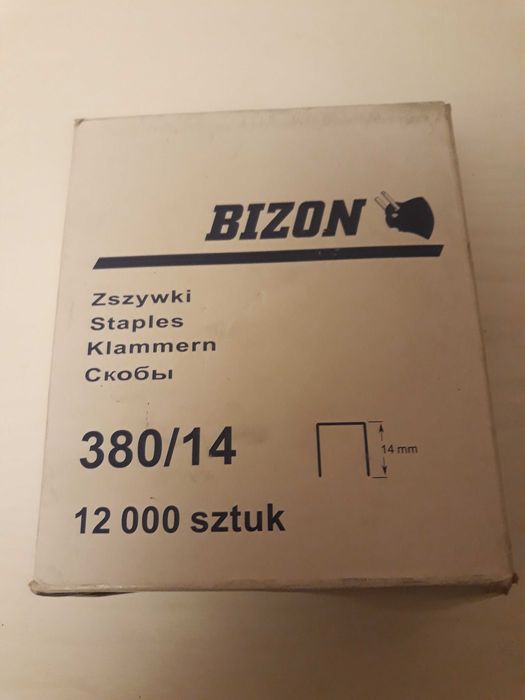 BIZON
Zszywki
Staples
Klammern
Скобы
380/14
14 mm
12 000 sztuk